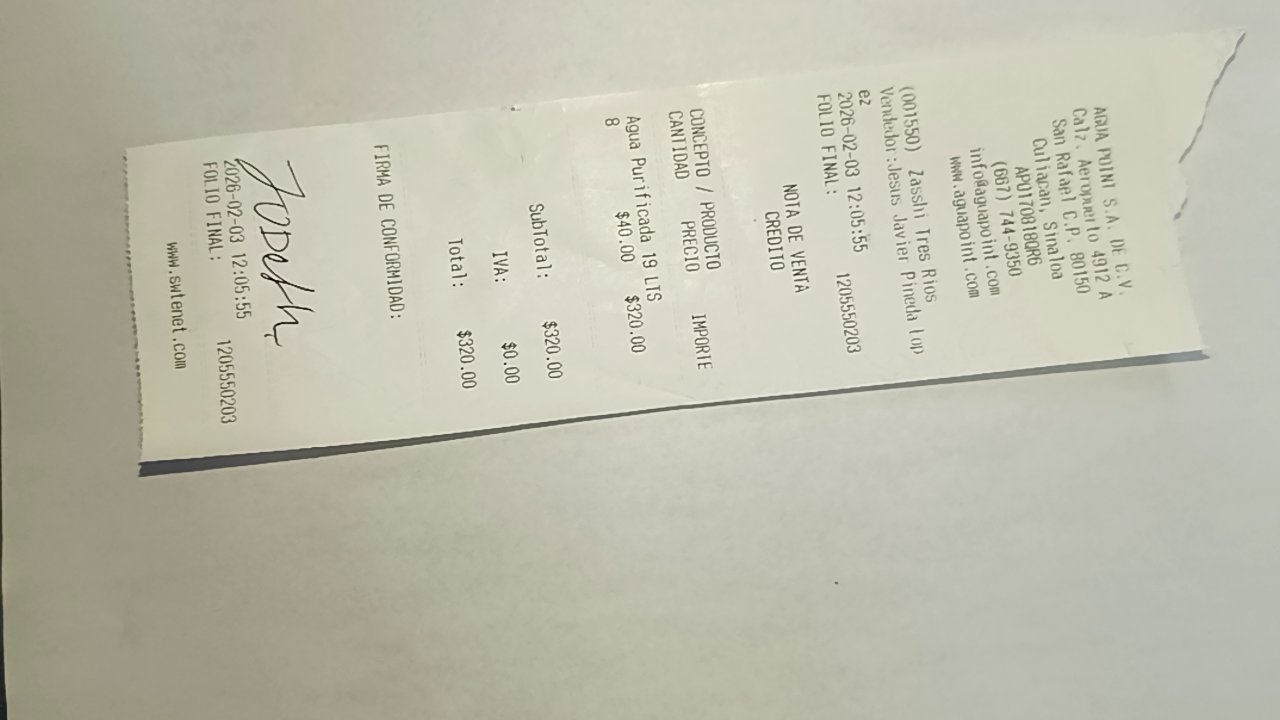 AGUA POINT S.A. DE C.V.
Calz. Aeropuerto 4912 A
San Rafael C.P. 80150
Culiacan, Sinaloa
APO170818QR6
(667) 744-9350
info@aguapoint.com
www.aguapoint.com
(001550) Zasshi Tres Rios
Vendedor:Jesus Javier Pineda Lop
ez
2026-02-03 12:05:55 1205550203
FOLIO FINAL:
NOTA DE VENTA
CREDITO
CONCEPTO / PRODUCTO
CANTIDAD PRECIO IMPORTE
Agua Purificada 19 LTS
8 $40.00 $320.00
SubTotal: $320.00
IVA: $0.00
Total: $320.00
FIRMA DE CONFORMIDAD:
2026-02-03 12:05:55
FOLIO FINAL: 1205550203
www.swtenet.com